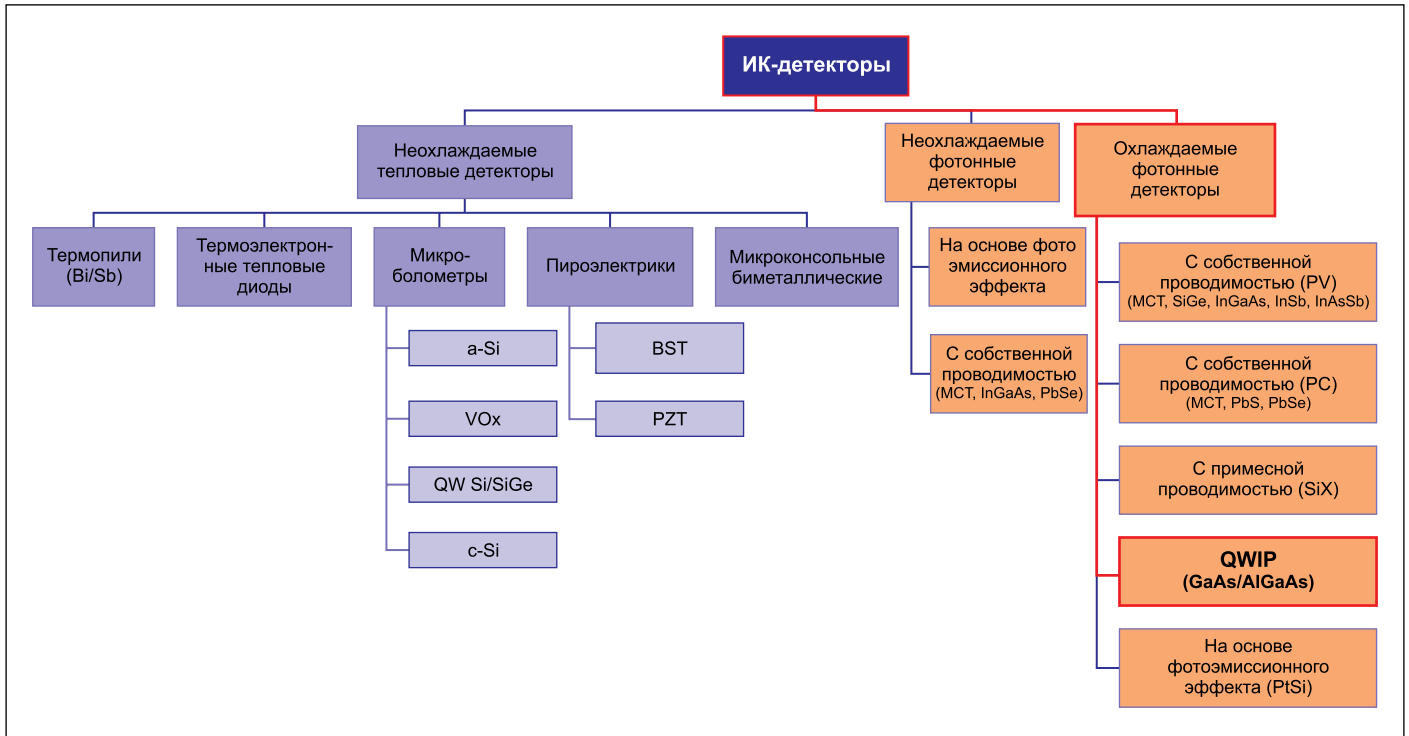 ИК-детекторы
Неохлаждаемые
тепловые детекторы
Неохлаждаемые
фотонные
детекторы
Охлаждаемые
фотонные
детекторы
Термопили
(Bi/Sb)
Термоэлектрон-
ные тепловые
диоды
Микро-
болометры
Пироэлектрики
Микроконсольные
биметаллические
a-Si
VOx
QW Si/SiGe
c-Si
BST
PZT
На основе фото
эмиссионного
эффекта
С собственной
проводимостью
(MCT, InGaAs, PbSe)
С собственной
проводимостью (PV)
(MCT, SiGe, InGaAs, InSb, InAsSb)
С собственной
проводимостью (PC)
(MCT, PbS, PbSe)
С примесной
проводимостью (SiX)
QWIP
(GaAs/AlGaAs)
На основе
фотоэмиссионного
эффекта (PtSi)